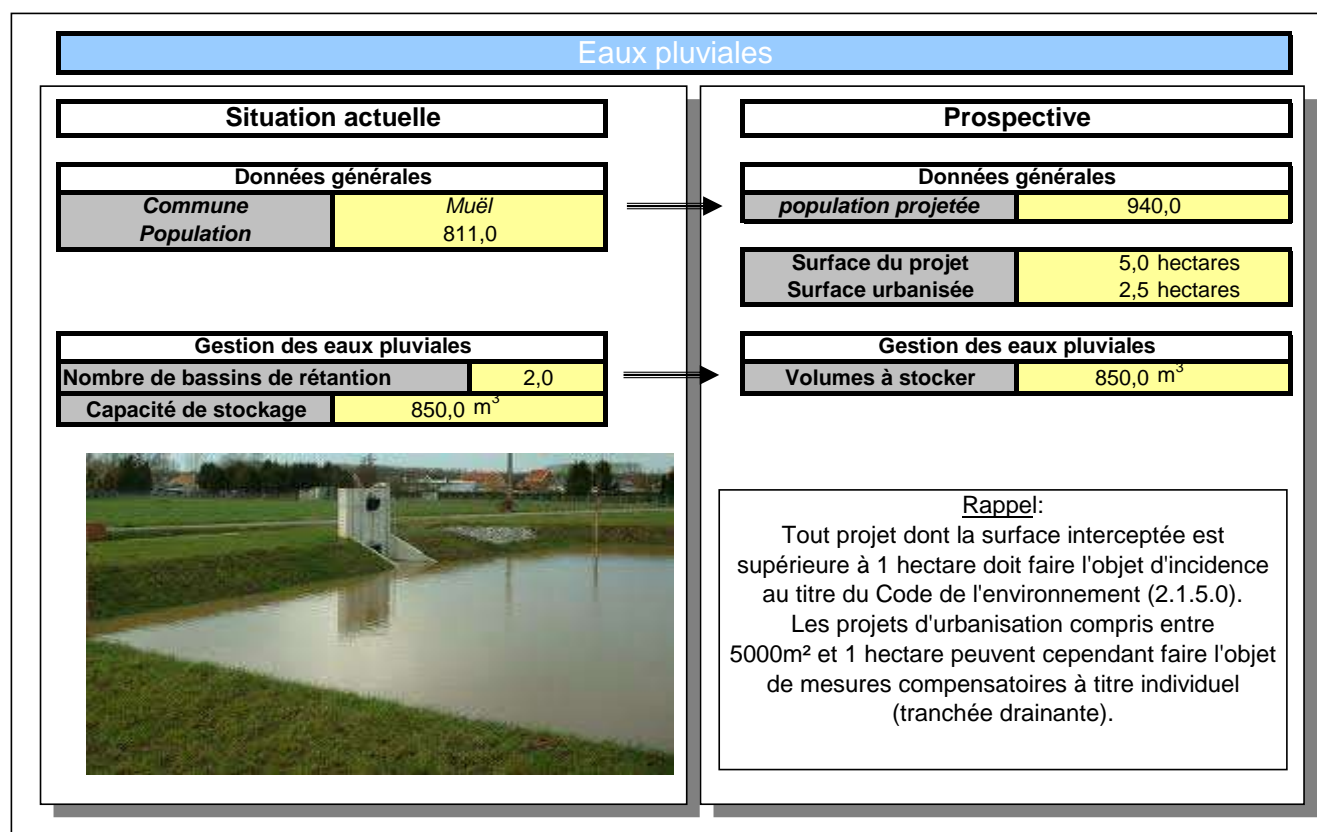 Eaux pluviales
Situation actuelle
Données générales
Commune Muël
Population 811,0
Gestion des eaux pluviales
Nombre de bassins de rétantion 2,0
Capacité de stockage 850,0 m³
Prospective
Données générales
population projetée 940,0
Surface du projet 5,0 hectares
Surface urbanisée 2,5 hectares
Gestion des eaux pluviales
Volumes à stocker 850,0 m³
Rappel:
Tout projet dont la surface interceptée est
supérieure à 1 hectare doit faire l'objet d'incidence
au titre du Code de l'environnement (2.1.5.0).
Les projets d'urbanisation compris entre
5000m² et 1 hectare peuvent cependant faire l'objet
de mesures compensatoires à titre individuel
(tranchée drainante).